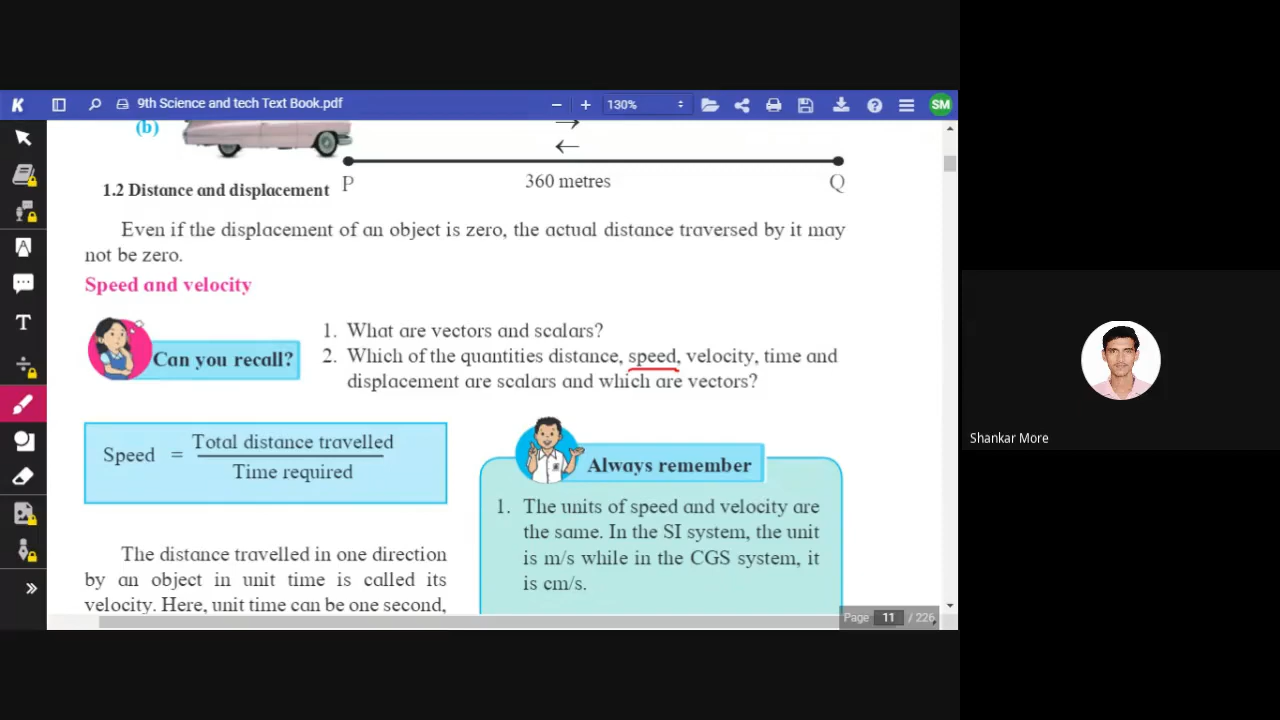 K
9th Science and tech Text Book.pdf
130%
SM
(b)
1.2 Distance and displacement
P
360 metres
Q
Even if the displacement of an object is zero, the actual distance traversed by it may
not be zero.
Speed and velocity
Can you recall?
1. What are vectors and scalars?
2. Which of the quantities distance, speed, velocity, time and
displacement are scalars and which are vectors?
Speed = Total distance travelled
Time required
The distance travelled in one direction
by an object in unit time is called its
velocity. Here, unit time can be one second,
Always remember
1. The units of speed and velocity are
the same. In the SI system, the unit
is m/s while in the CGS system, it
is cm/s.
Page 11 / 226
Shankar More